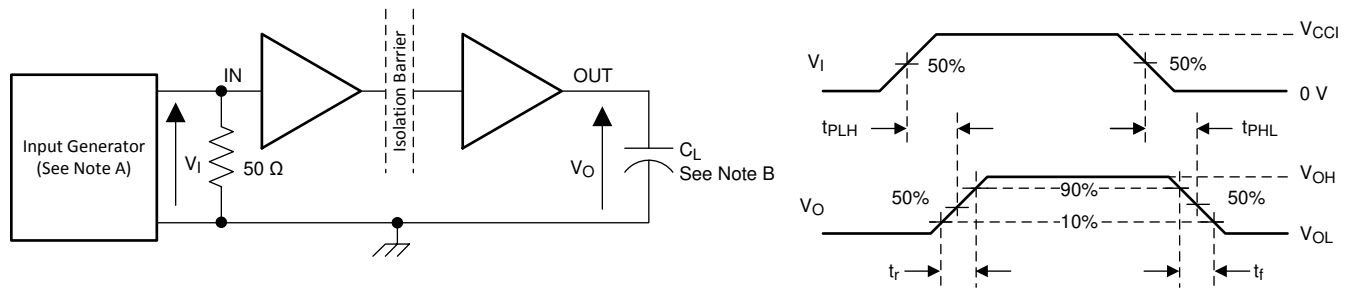 Input Generator
(See Note A)
V_I
IN
50 Ω
Isolation Barrier
OUT
V_O
C_L
See Note B
V_I
50%
50%
V_CCI
0 V
t_PLH
t_PHL
V_O
50%
90%
10%
50%
V_OH
V_OL
t_r
t_f